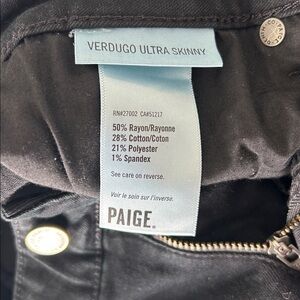 VERDUGO ULTRA SKINNY
RN#27002 CA#51217
50% Rayon/Rayonne
28% Cotton/Coton
21% Polyester
1% Spandex
See care on reverse.
Voir le soin sur l'inverse.
PAIGE.